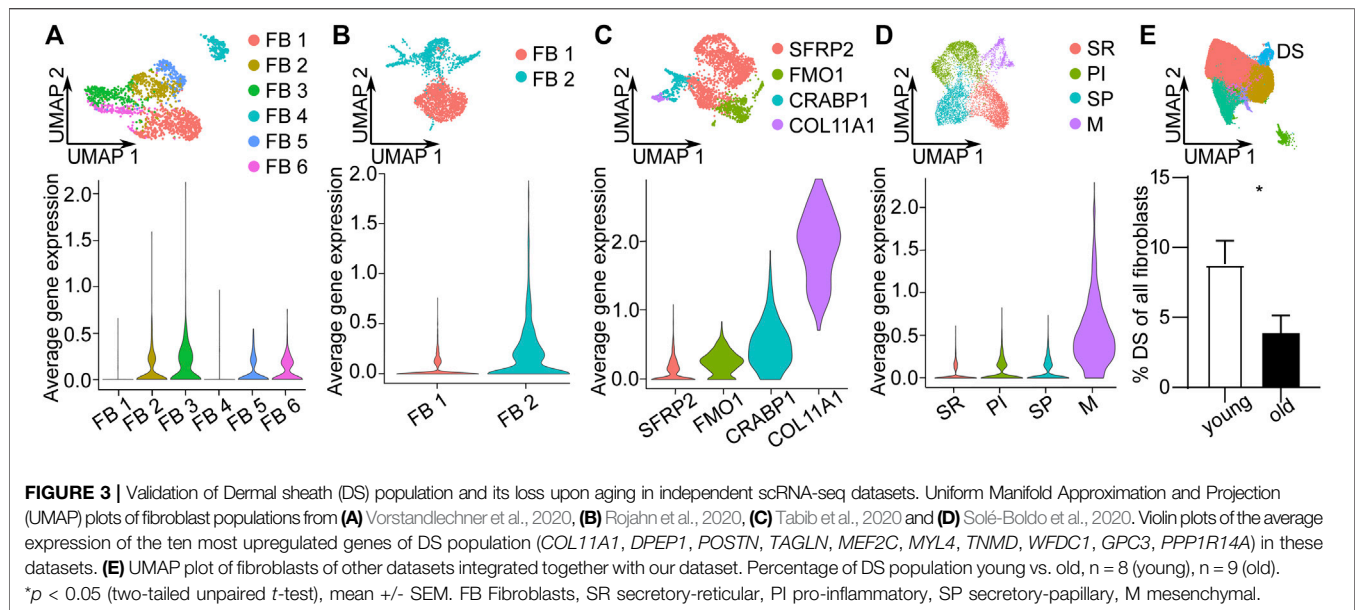 A
UMAP 2
UMAP 1
FB 1
FB 2
FB 3
FB 4
FB 5
FB 6
Average gene expression
2.0
1.5
1.0
0.5
0.0
FB 1
FB 2
FB 3
FB 4
FB 5
FB 6
B
UMAP 2
UMAP 1
FB 1
FB 2
Average gene expression
2.0
1.5
1.0
0.5
0.0
FB 1
FB 2
C
UMAP 2
UMAP 1
SFRP2
FMO1
CRABP1
COL11A1
Average gene expression
2.0
1.0
0.0
SFRP2
FMO1
CRABP1
COL11A1
D
UMAP 2
UMAP 1
SR
PI
SP
M
Average gene expression
2.0
1.5
1.0
0.5
0.0
SR
PI
SP
M
E
UMAP 2
UMAP 1
DS
% DS of all fibroblasts
15
10
5
0
*
young
old
FIGURE 3 | Validation of Dermal sheath (DS) population and its loss upon aging in independent scRNA-seq datasets. Uniform Manifold Approximation and Projection
(UMAP) plots of fibroblast populations from (A) Vorstandlechner et al., 2020, (B) Rojahn et al., 2020, (C) Tabib et al., 2020 and (D) Solé-Boldo et al., 2020. Violin plots of the average
expression of the ten most upregulated genes of DS population (COL11A1, DPEP1, POSTN, TAGLN, MEF2C, MYL4, TNMD, WFDC1, GPC3, PPP1R14A) in these
datasets. (E) UMAP plot of fibroblasts of other datasets integrated together with our dataset. Percentage of DS population young vs. old, n = 8 (young), n = 9 (old).
*p < 0.05 (two-tailed unpaired t-test), mean +/- SEM. FB Fibroblasts, SR secretory-reticular, PI pro-inflammatory, SP secretory-papillary, M mesenchymal.